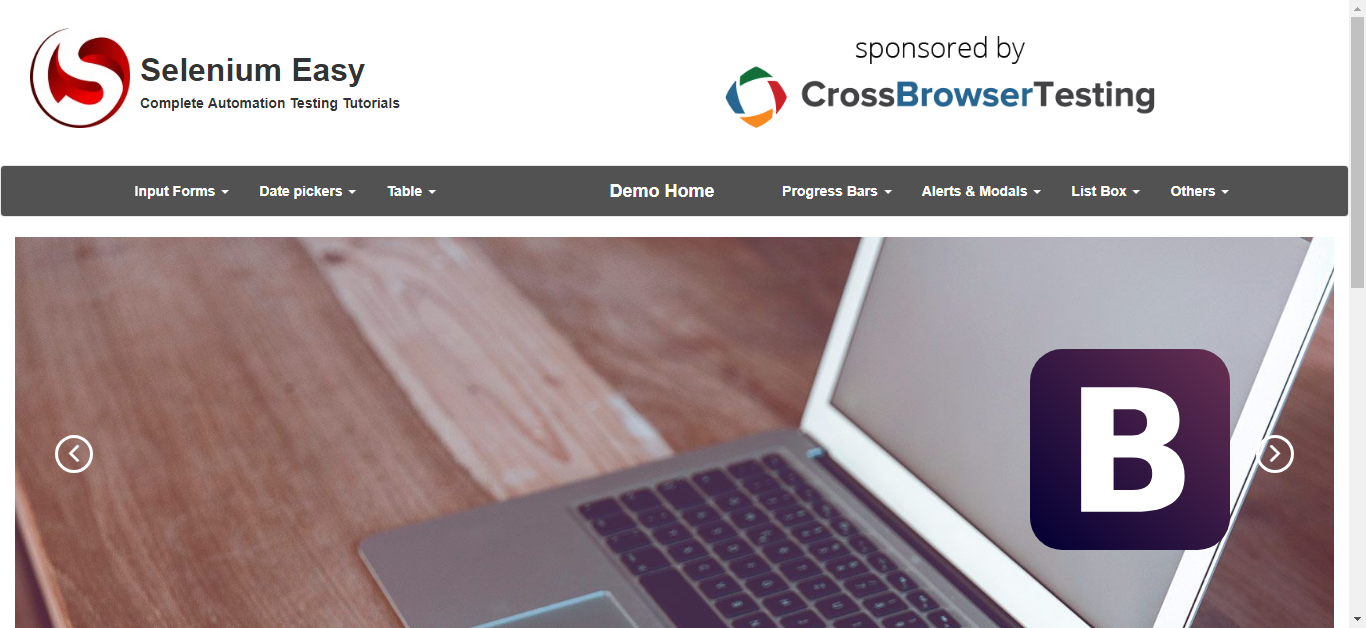 Selenium Easy
Complete Automation Testing Tutorials
sponsored by
CrossBrowserTesting
Input Forms Date pickers Table Demo Home Progress Bars Alerts & Modals List Box Others
B